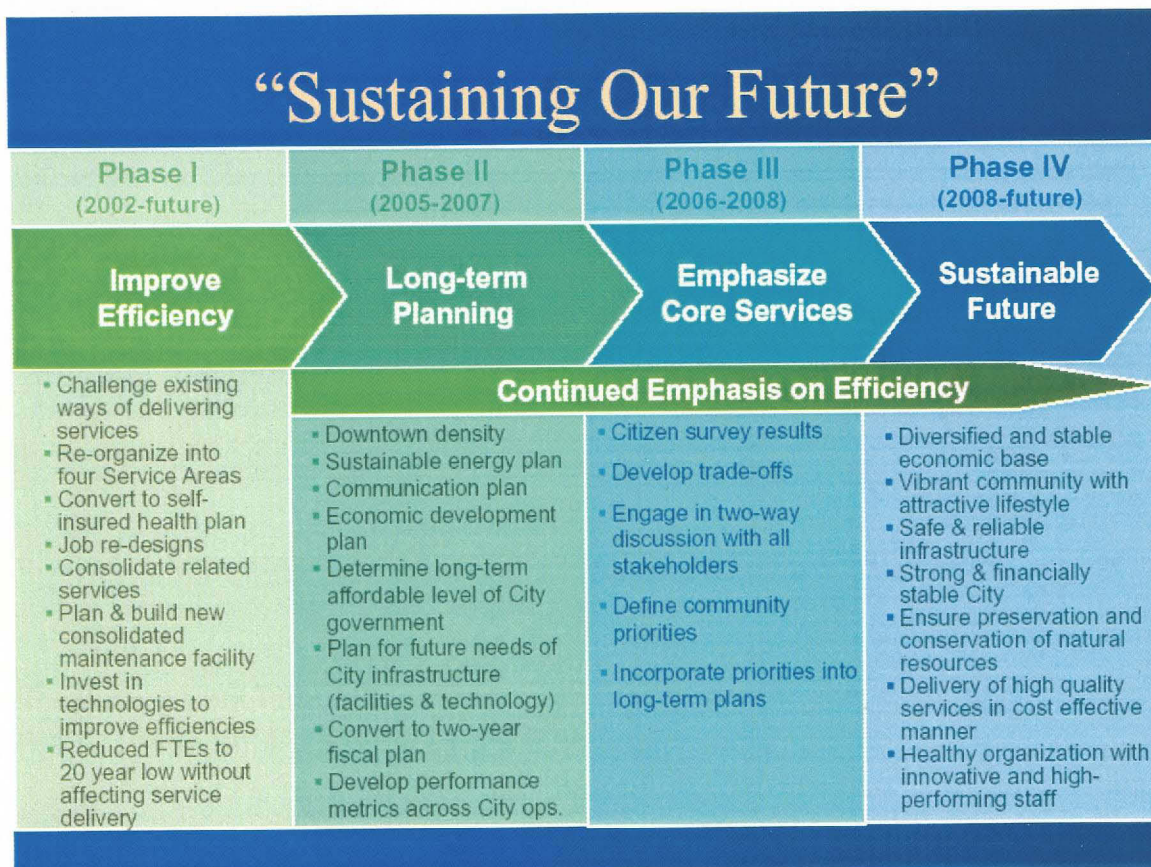 “Sustaining Our Future”
Phase I
(2002-future)
Phase II
(2005-2007)
Phase III
(2006-2008)
Phase IV
(2008-future)
Improve
Efficiency
Long-term
Planning
Emphasize
Core Services
Sustainable
Future
Continued Emphasis on Efficiency
▪ Challenge existing
ways of delivering
services
▪ Re-organize into
four Service Areas
▪ Convert to self-
insured health plan
▪ Job re-designs
▪ Consolidate related
services
▪ Plan & build new
consolidated
maintenance facility
▪ Invest in
technologies to
improve efficiencies
▪ Reduced FTEs to
20 year low without
affecting service
delivery
▪ Downtown density
▪ Sustainable energy plan
▪ Communication plan
▪ Economic development
plan
▪ Determine long-term
affordable level of City
government
▪ Plan for future needs of
City infrastructure
(facilities & technology)
▪ Convert to two-year
fiscal plan
▪ Develop performance
metrics across City ops.
▪ Citizen survey results
▪ Develop trade-offs
▪ Engage in two-way
discussion with all
stakeholders
▪ Define community
priorities
▪ Incorporate priorities into
long-term plans
▪ Diversified and stable
economic base
▪ Vibrant community with
attractive lifestyle
▪ Safe & reliable
infrastructure
▪ Strong & financially
stable City
▪ Ensure preservation and
conservation of natural
resources
▪ Delivery of high quality
services in cost effective
manner
▪ Healthy organization with
innovative and high-
performing staff